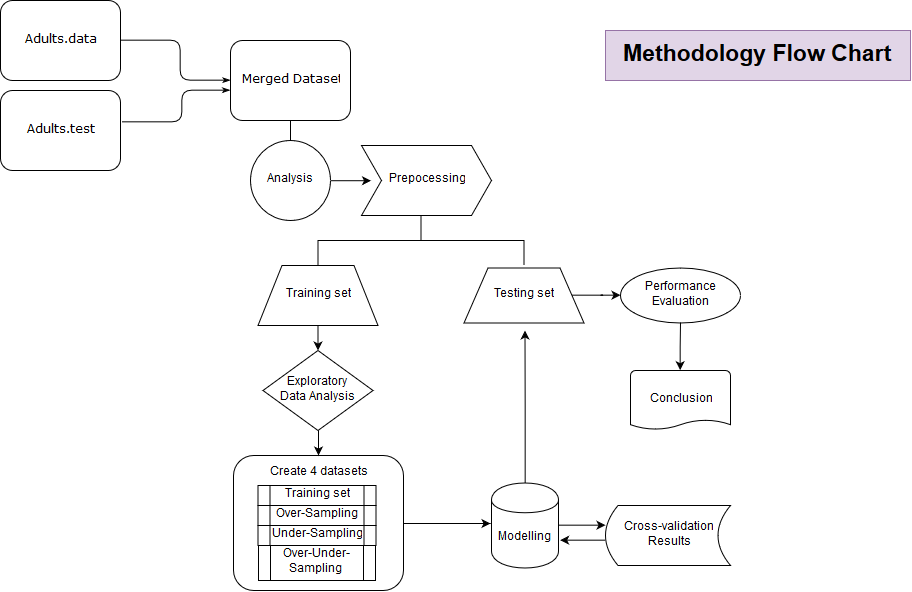 Adults.data
Methodology Flow Chart
Merged Dataset
Adults.test
Analysis
Prepocessing
Training set
Testing set
Performance
Evaluation
Exploratory
Data Analysis
Conclusion
Create 4 datasets
Training set
Over-Sampling
Under-Sampling
Over-Under-
Sampling
Modelling
Cross-validation
Results